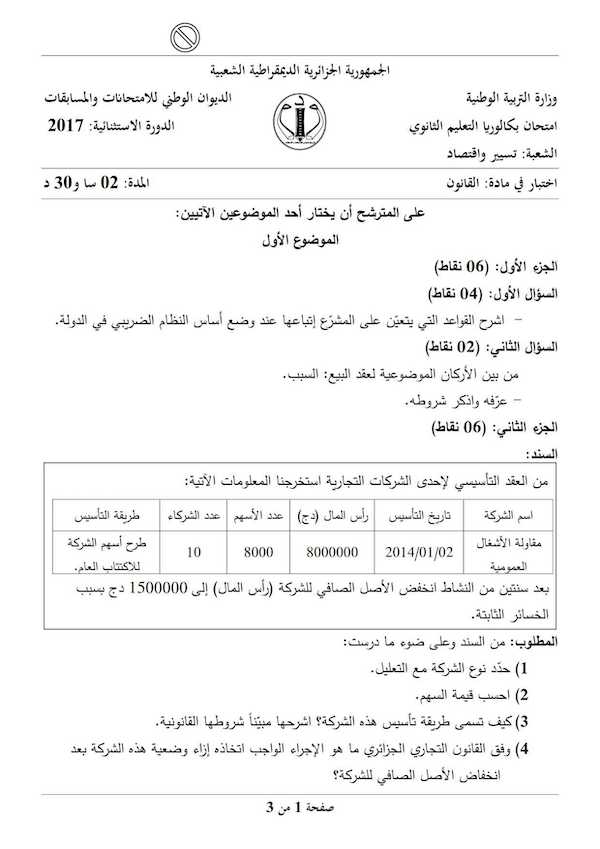 الجمهورية الجزائرية الديمقراطية الشعبية
وزارة التربية الوطنية
الديوان الوطني للامتحانات والمسابقات
امتحان بكالوريا التعليم الثانوي
الدورة الاستثنائية: 2017
الشعبة: تسيير واقتصاد
اختبار في مادة: القانون
المدة: 02 سا و30 د
على المترشح أن يختار أحد الموضوعين الآتيين:
الموضوع الأول
الجزء الأول: (06 نقاط)
السؤال الأول: (04 نقاط)
– اشرح القواعد التي يتعيّن على المشرّع إتباعها عند وضع أساس النظام الضريبي في الدولة.
السؤال الثاني: (02 نقاط)
من بين الأركان الموضوعية لعقد البيع: السبب.
– عرّفه واذكر شروطه.
الجزء الثاني: (06 نقاط)
السند:
من العقد التأسيسي لإحدى الشركات التجارية استخرجنا المعلومات الآتية:
اسم الشركة تاريخ التأسيس رأس المال (دج) عدد الأسهم عدد الشركاء طريقة التأسيس
مقاولة الأشغال العمومية 2014/01/02 8000000 8000 10 طرح أسهم الشركة للاكتتاب العام.
بعد سنتين من النشاط انخفض الأصل الصافي للشركة (رأس المال) إلى 1500000 دج بسبب
الخسائر الثابتة.
المطلوب: من السند وعلى ضوء ما درست:
1) حدّد نوع الشركة مع التعليل.
2) احسب قيمة السهم.
3) كيف تسمى طريقة تأسيس هذه الشركة؟ اشرحها مبيّناً شروطها القانونية.
4) وفق القانون التجاري الجزائري ما هو الإجراء الواجب اتخاذه إزاء وضعية هذه الشركة بعد
انخفاض الأصل الصافي للشركة؟
صفحة 1 من 3